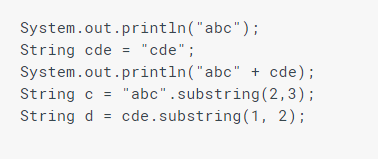 System.out.println("abc");
String cde = "cde";
System.out.println("abc" + cde);
String c = "abc".substring(2,3);
String d = cde.substring(1, 2);